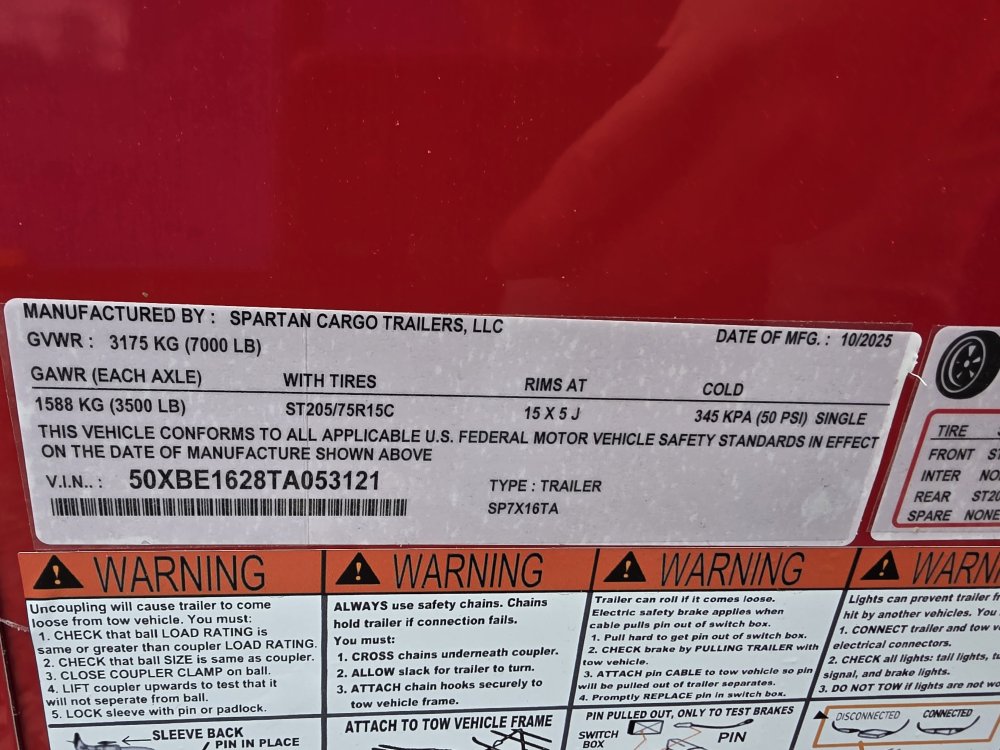 MANUFACTURED BY : SPARTAN CARGO TRAILERS, LLC DATE OF MFG. : 10/2025
GVWR : 3175 KG (7000 LB)
GAWR (EACH AXLE) WITH TIRES RIMS AT COLD
1588 KG (3500 LB) ST205/75R15C 15 X 5 J 345 KPA (50 PSI) SINGLE
THIS VEHICLE CONFORMS TO ALL APPLICABLE U.S. FEDERAL MOTOR VEHICLE SAFETY STANDARDS IN EFFECT
ON THE DATE OF MANUFACTURE SHOWN ABOVE
V.I.N.. : 50XBE1628TA053121 TYPE : TRAILER
SP7X16TA
TIRE
FRONT
INTER
REAR ST20
SPARE NONE
WARNING
Uncoupling will cause trailer to come
loose from tow vehicle. You must:
1. CHECK that ball LOAD RATING is
same or greater than coupler LOAD RATING.
2. CHECK that ball SIZE is same as coupler.
3. CLOSE COUPLER CLAMP on ball.
4. LIFT coupler upwards to test that it
will not seperate from ball.
5. LOCK sleeve with pin or padlock.
SLEEVE BACK
PIN IN PLACE
WARNING
ALWAYS use safety chains. Chains
hold trailer if connection fails.
You must:
1. CROSS chains underneath coupler.
2. ALLOW slack for trailer to turn.
3. ATTACH chain hooks securely to
tow vehicle frame.
ATTACH TO TOW VEHICLE FRAME
WARNING
Trailer can roll if it comes loose.
Electric safety brake applies when
cable pulls pin out of switch box.
1. Pull hard to get pin out of switch box.
2. CHECK brake by PULLING TRAILER with
tow vehicle.
3. ATTACH pin CABLE to tow vehicle so pin
will be pulled out of trailer separates.
4. Promptly REPLACE pin in switch box.
PIN PULLED OUT, ONLY TO TEST BRAKES
SWITCH
BOX
PIN
WARN
Lights can prevent trailer
hit by another vehicles. You
1. CONNECT trailer and tow
electrical connectors.
2. CHECK all lights: tail lights,
signal, and brake lights.
3. DO NOT TOW if lights are not
DISCONNECTED CONNECTED